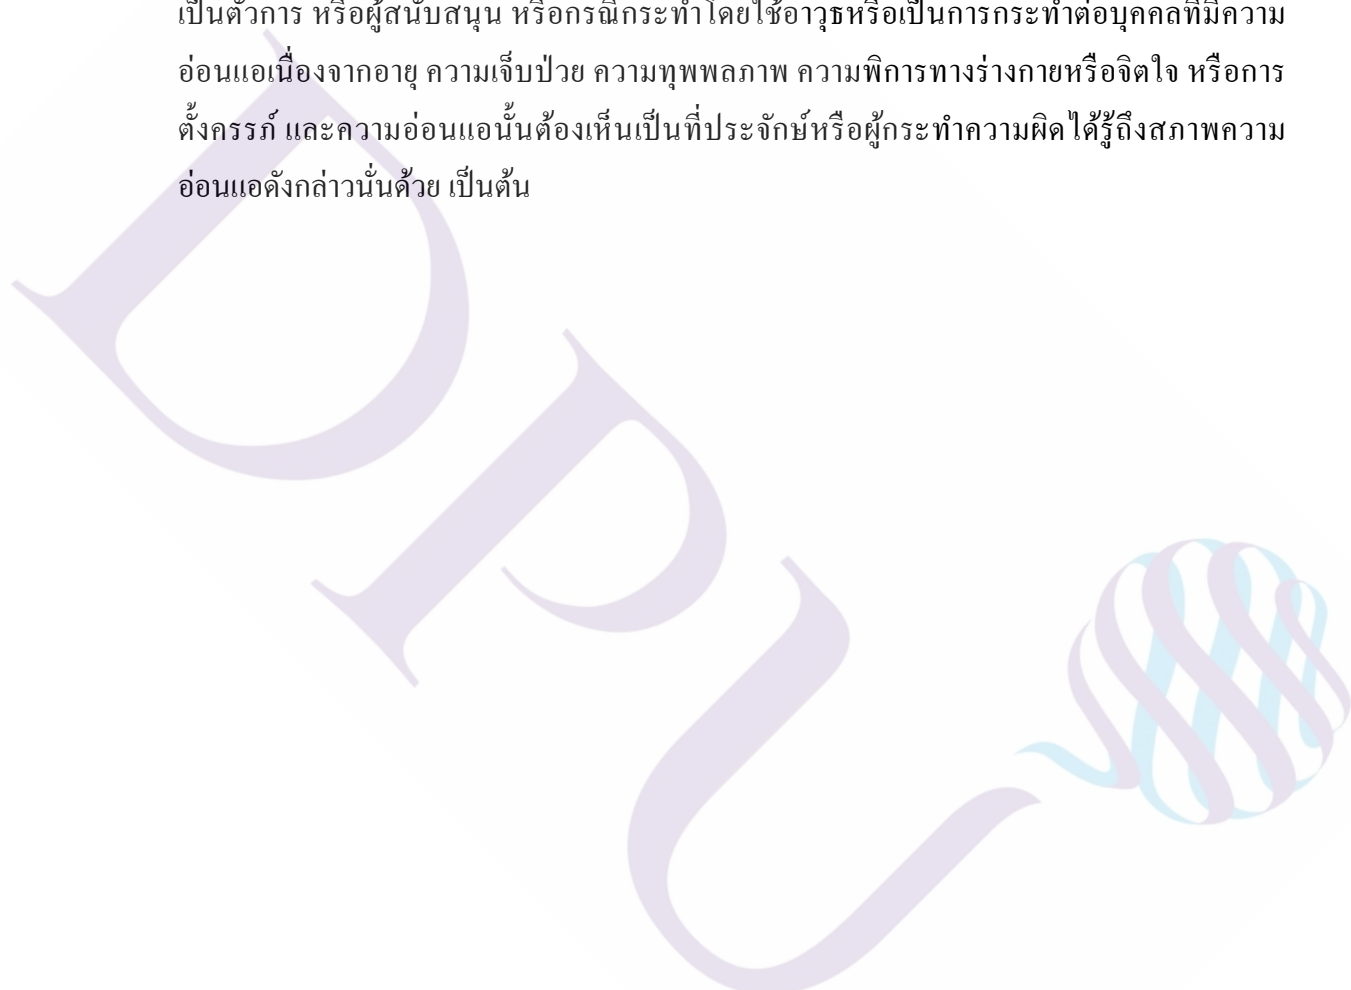 เป็นตัวการ หรือผู้สนับสนุน หรือกรณีกระทำโดยใช้อาวุธหรือเป็นการกระทำต่อบุคคลที่มีความ
อ่อนแอเนื่องจากอายุ ความเจ็บป่วย ความทุพพลภาพ ความพิการทางร่างกายหรือจิตใจ หรือการ
ตั้งครรภ์ และความอ่อนแอนั้นต้องเห็นเป็นที่ประจักษ์หรือผู้กระทำความผิดได้รู้ถึงสภาพความ
อ่อนแอดังกล่าวนั่นด้วย เป็นต้น
DPU